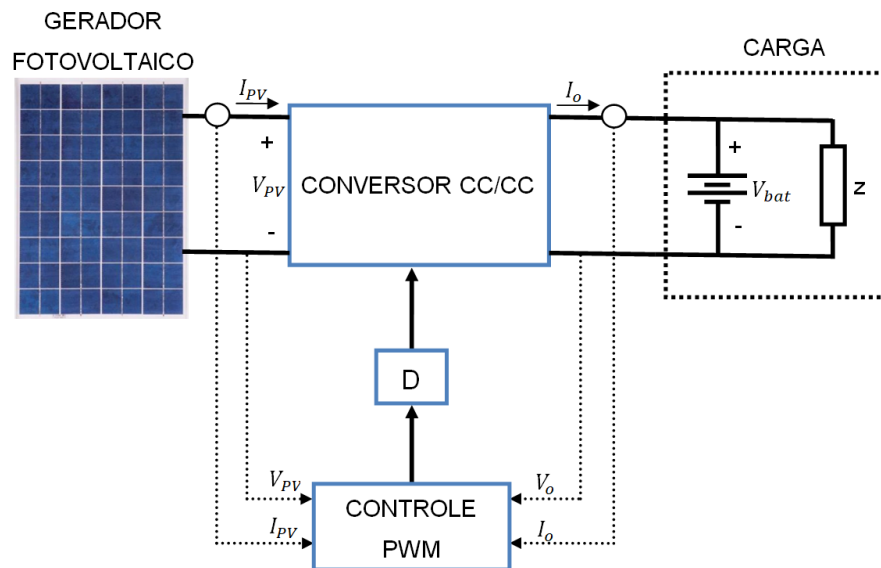 GERADOR
FOTOVOLTAICO
CARGA
I_PV
I_o
+
V_PV
-
CONVERSOR CC/CC
+
V_bat
-
Z
D
V_PV
I_PV
CONTROLE
PWM
V_o
I_o